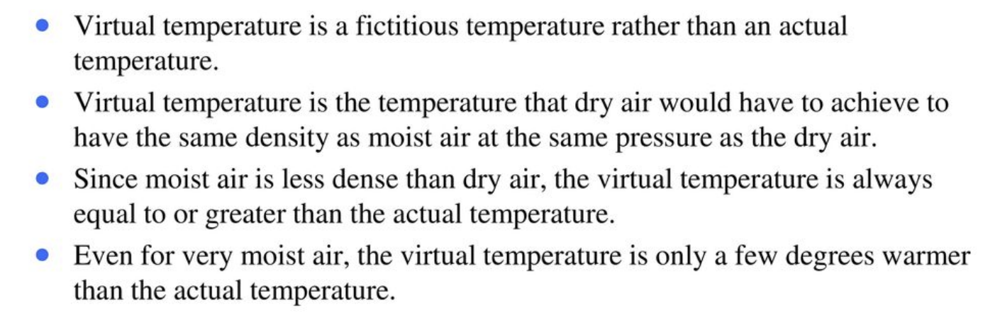 • Virtual temperature is a fictitious temperature rather than an actual
temperature.
• Virtual temperature is the temperature that dry air would have to achieve to
have the same density as moist air at the same pressure as the dry air.
• Since moist air is less dense than dry air, the virtual temperature is always
equal to or greater than the actual temperature.
• Even for very moist air, the virtual temperature is only a few degrees warmer
than the actual temperature.